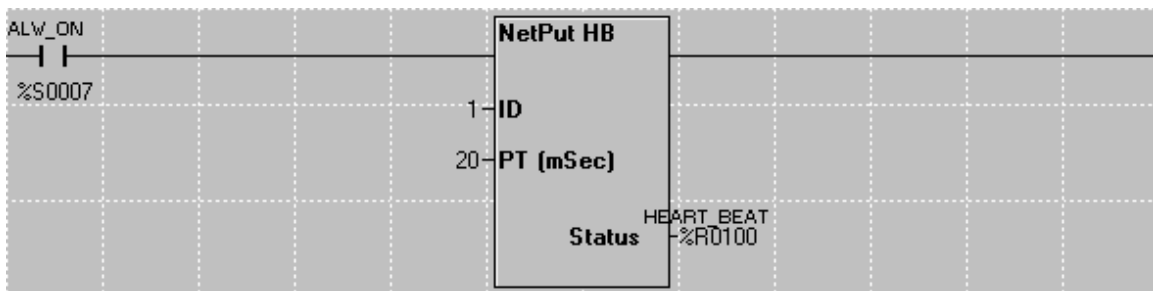 ALW_ON
NetPut HB
%S0007
1 ID
20 PT (mSec)
HEART_BEAT
Status %R0100